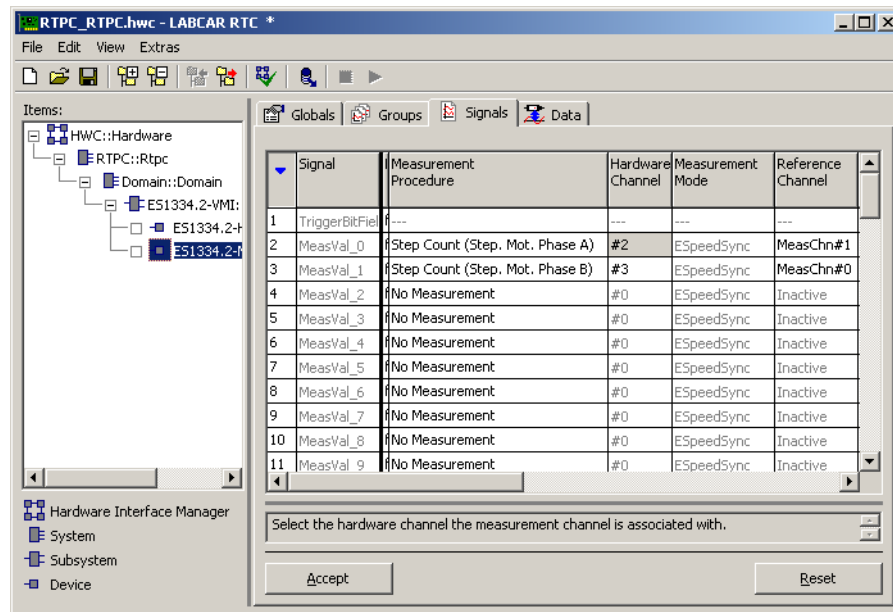 RTPC_RTPC.hwc - LABCAR RTC *
File Edit View Extras
Items:
HWC::Hardware
RTPC::Rtpc
Domain::Domain
ES1334.2-VMI:
ES1334.2-H
ES1334.2-M
Globals Groups Signals Data
Signal Measurement Procedure Hardware Channel Measurement Mode Reference Channel
1 TriggerBitFiel f --- --- --- ---
2 MeasVal_0 f Step Count (Step. Mot. Phase A) #2 ESpeedSync MeasChn#1
3 MeasVal_1 f Step Count (Step. Mot. Phase B) #3 ESpeedSync MeasChn#0
4 MeasVal_2 f No Measurement #0 ESpeedSync Inactive
5 MeasVal_3 f No Measurement #0 ESpeedSync Inactive
6 MeasVal_4 f No Measurement #0 ESpeedSync Inactive
7 MeasVal_5 f No Measurement #0 ESpeedSync Inactive
8 MeasVal_6 f No Measurement #0 ESpeedSync Inactive
9 MeasVal_7 f No Measurement #0 ESpeedSync Inactive
10 MeasVal_8 f No Measurement #0 ESpeedSync Inactive
11 MeasVal_9 f No Measurement #0 ESpeedSync Inactive
Hardware Interface Manager
System
Subsystem
Device
Select the hardware channel the measurement channel is associated with.
Accept Reset